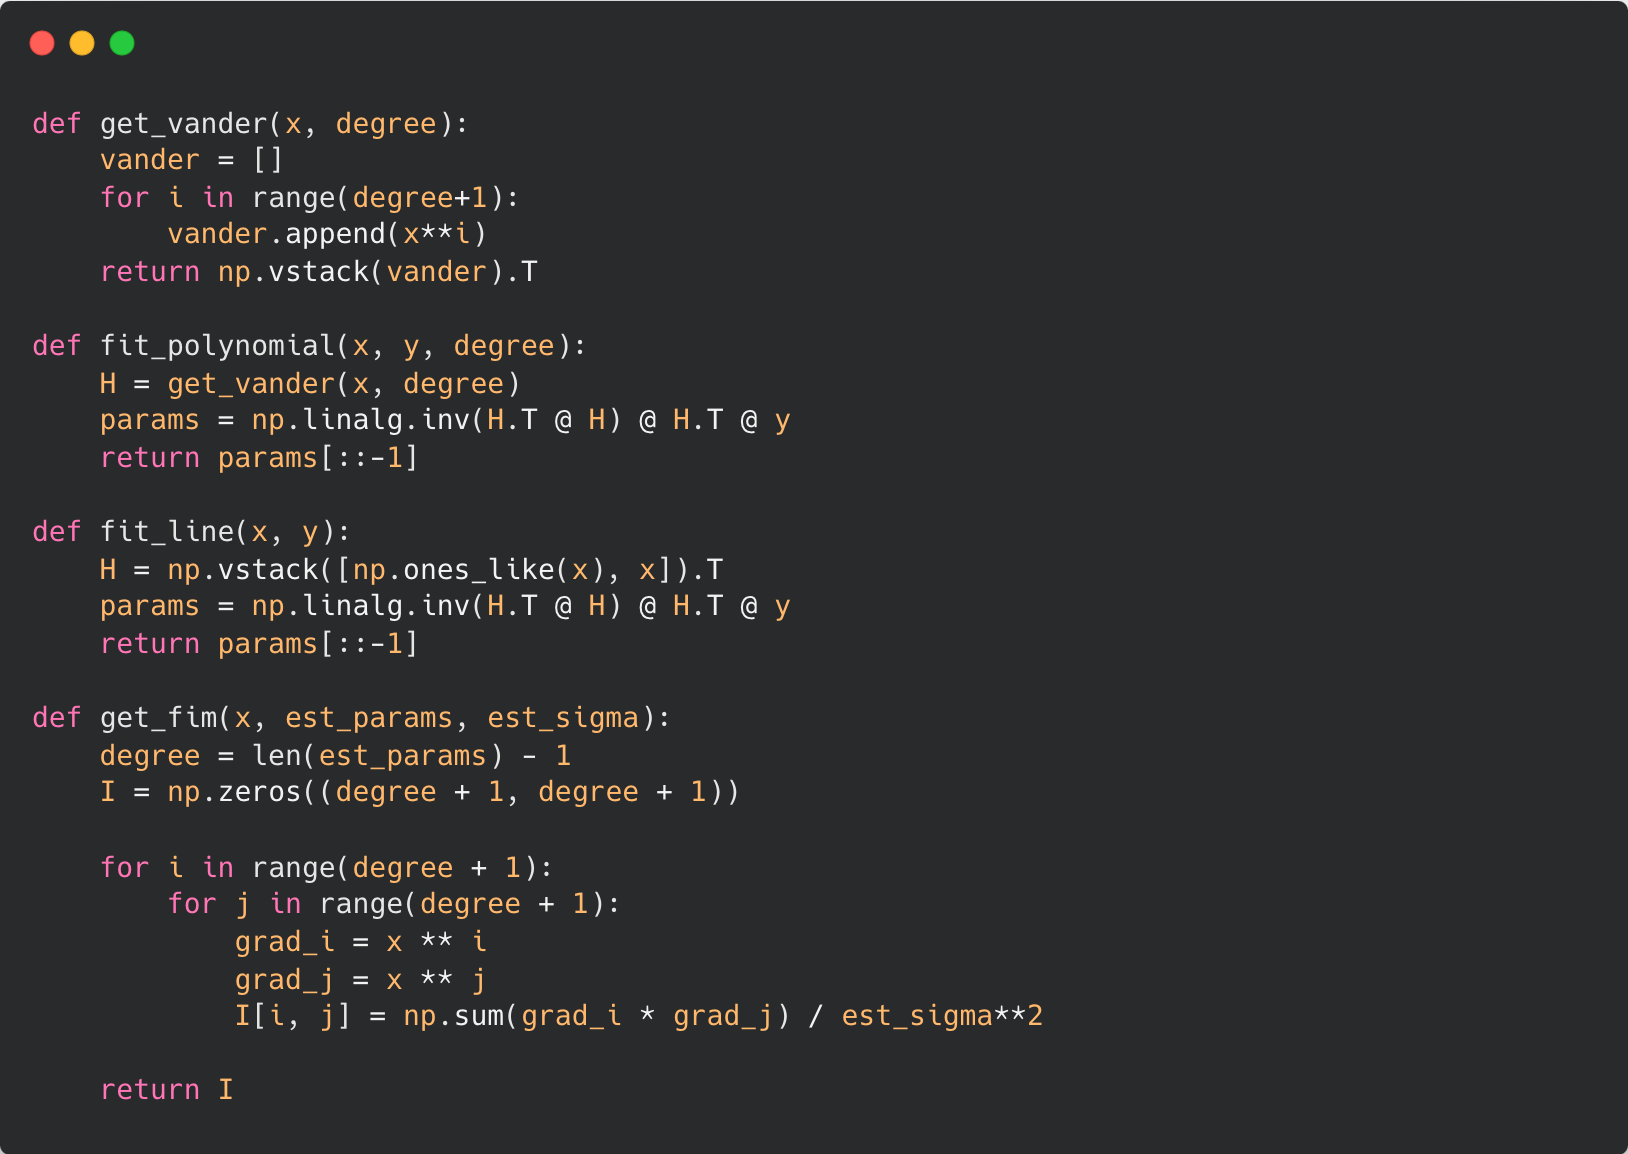 def get_vander(x, degree):
    vander = []
    for i in range(degree+1):
        vander.append(x**i)
    return np.vstack(vander).T

def fit_polynomial(x, y, degree):
    H = get_vander(x, degree)
    params = np.linalg.inv(H.T @ H) @ H.T @ y
    return params[::-1]

def fit_line(x, y):
    H = np.vstack([np.ones_like(x), x]).T
    params = np.linalg.inv(H.T @ H) @ H.T @ y
    return params[::-1]

def get_fim(x, est_params, est_sigma):
    degree = len(est_params) - 1
    I = np.zeros((degree + 1, degree + 1))

    for i in range(degree + 1):
        for j in range(degree + 1):
            grad_i = x ** i
            grad_j = x ** j
            I[i, j] = np.sum(grad_i * grad_j) / est_sigma**2

    return I